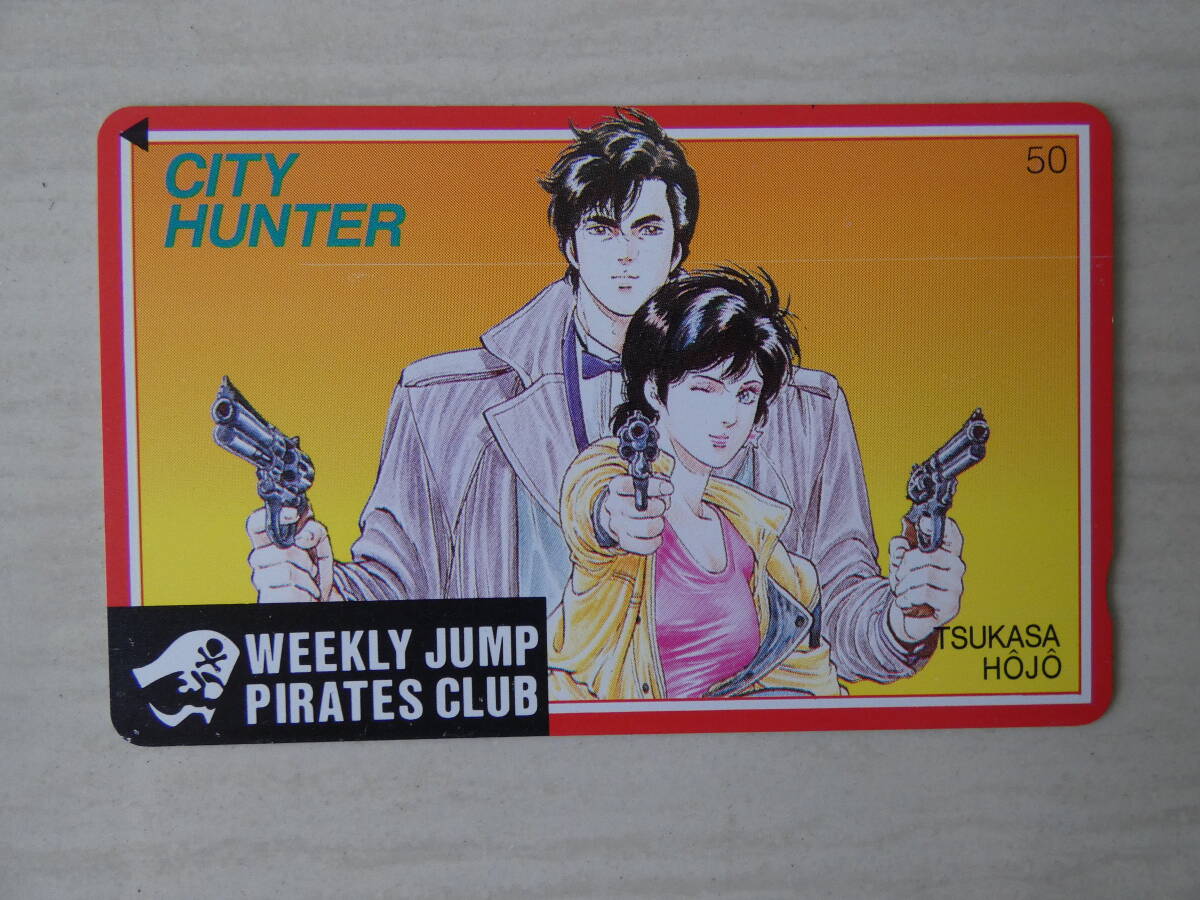 CITY
HUNTER
50
TSUKASA
HÔJÔ
WEEKLY JUMP
PIRATES CLUB